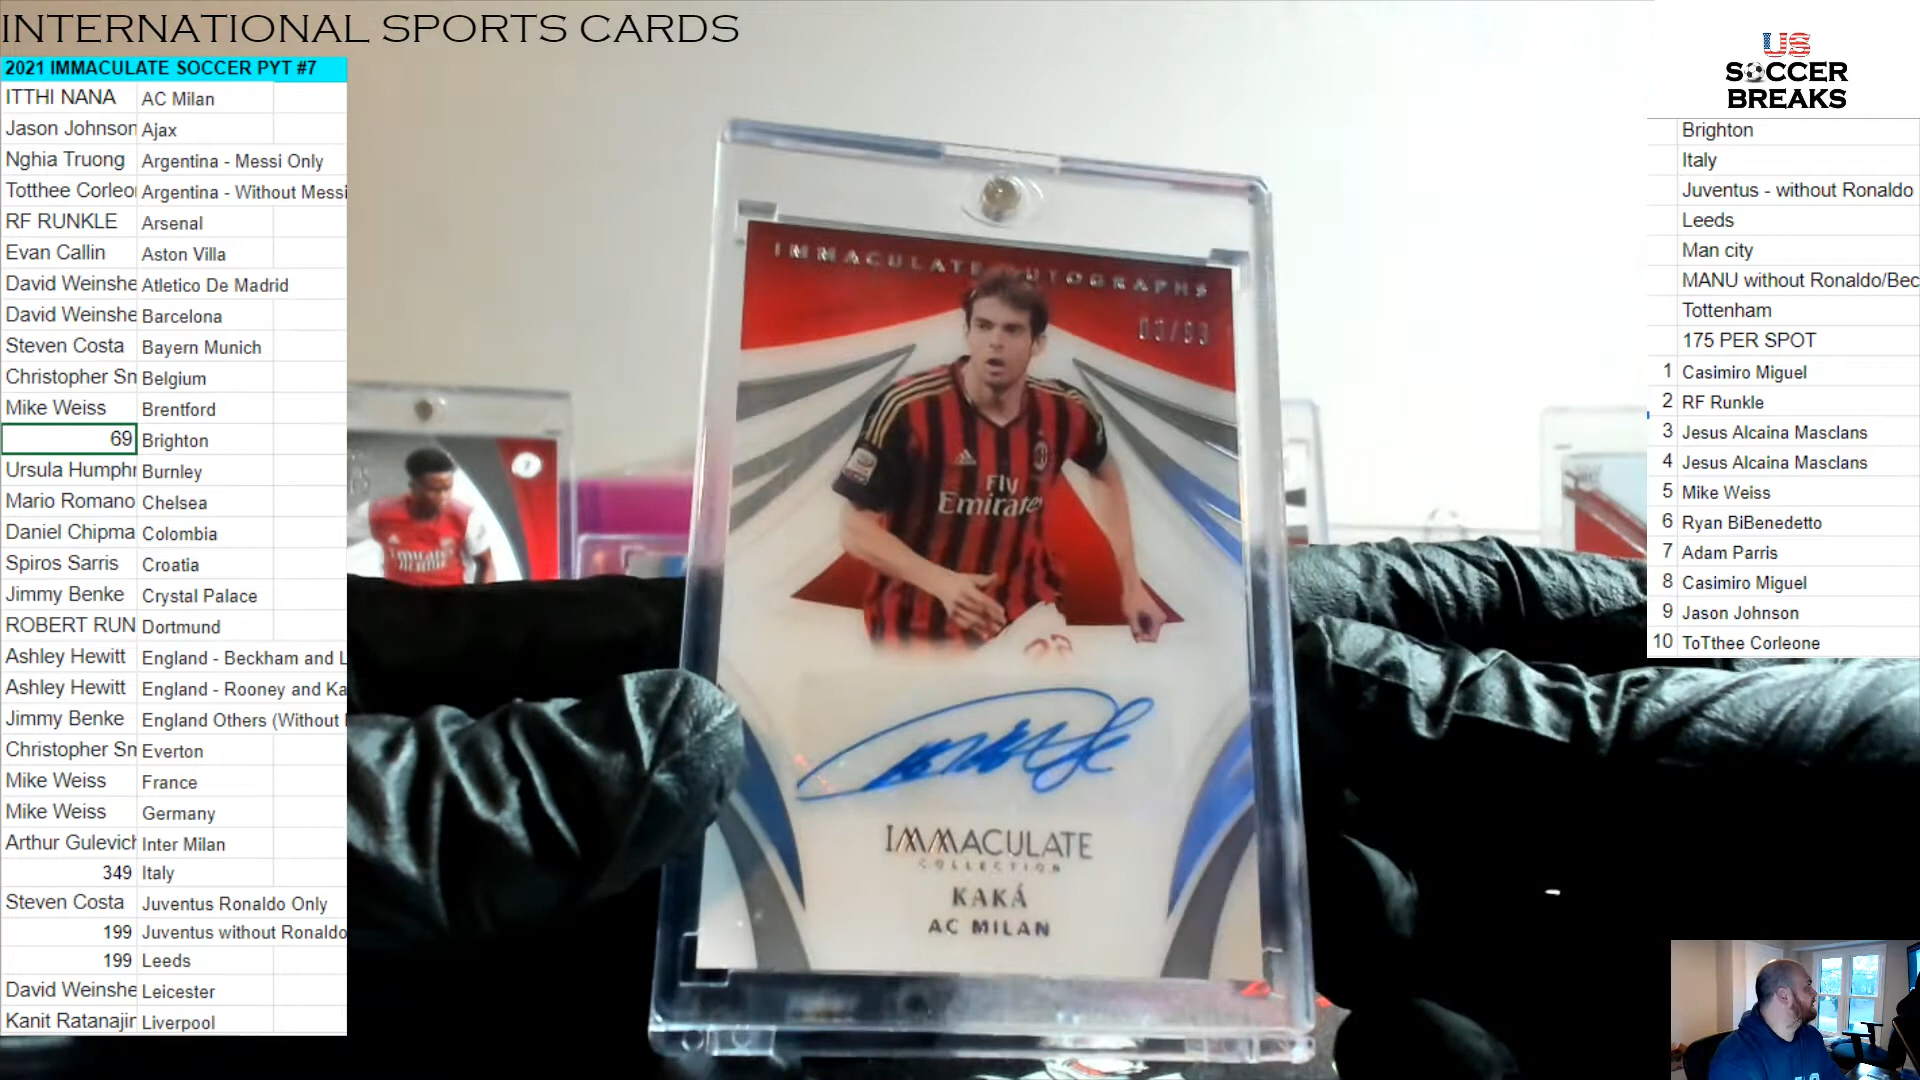 INTERNATIONAL SPORTS CARDS
2021 IMMACULATE SOCCER PYT #7
ITTHI NANA AC Milan
Jason Johnson Ajax
Nghia Truong Argentina - Messi Only
Totthee Corleo Argentina - Without Messi
RF RUNKLE Arsenal
Evan Callin Aston Villa
David Weinshe Atletico De Madrid
David Weinshe Barcelona
Steven Costa Bayern Munich
Christopher Sn Belgium
Mike Weiss Brentford
69 Brighton
Ursula Humphr Burnley
Mario Romano Chelsea
Daniel Chipma Colombia
Spiros Sarris Croatia
Jimmy Benke Crystal Palace
ROBERT RUN Dortmund
Ashley Hewitt England - Beckham and L
Ashley Hewitt England - Rooney and Ka
Jimmy Benke England Others (Without
Christopher Sn Everton
Mike Weiss France
Mike Weiss Germany
Arthur Gulevich Inter Milan
349 Italy
Steven Costa Juventus Ronaldo Only
199 Juventus without Ronaldo
199 Leeds
David Weinshe Leicester
Kanit Ratanajir Liverpool
IMMACULATE AUTOGRAPHS
03/99
Fly
Emirates
IMMACULATE
COLLECTION
KAKÁ
AC MILAN
US
SOCCER
BREAKS
Brighton
Italy
Juventus - without Ronaldo
Leeds
Man city
MANU without Ronaldo/Bec
Tottenham
175 PER SPOT
1 Casimiro Miguel
2 RF Runkle
3 Jesus Alcaina Masclans
4 Jesus Alcaina Masclans
5 Mike Weiss
6 Ryan BiBenedetto
7 Adam Parris
8 Casimiro Miguel
9 Jason Johnson
10 ToTthee Corleone